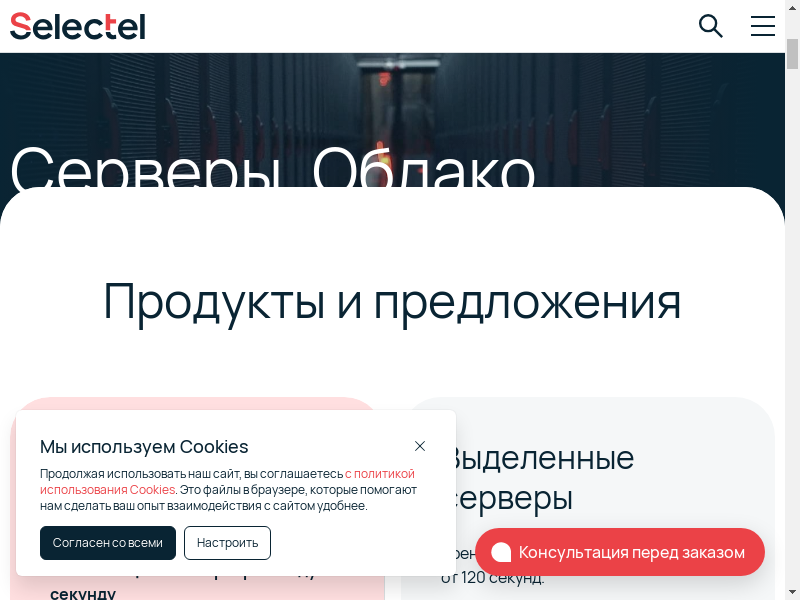 Selectel
Серверы Облако
Продукты и предложения
Мы используем Cookies
Продолжая использовать наш сайт, вы соглашаетесь с политикой
использования Cookies. Это файлы в браузере, которые помогают
нам сделать ваш опыт взаимодействия с сайтом удобнее.
Согласен со всеми
Настроить
секунду
Выделенные
серверы
Консультация перед заказом
от 120 секунд.